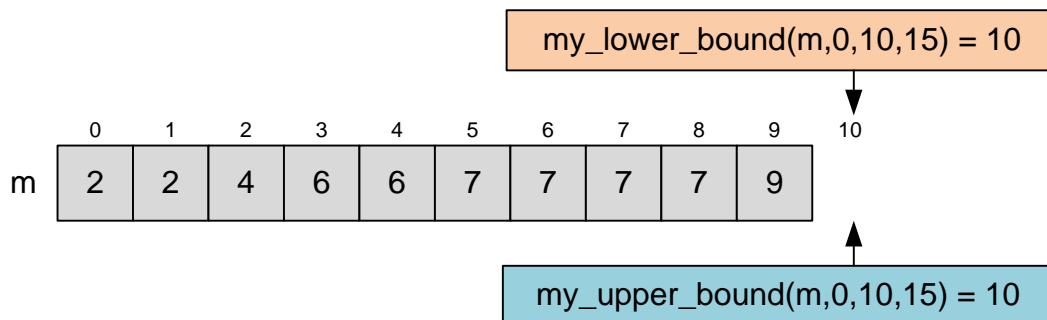 my_lower_bound(m,0,10,15) = 10
0 1 2 3 4 5 6 7 8 9 10
m 2 2 4 6 6 7 7 7 7 9
my_upper_bound(m,0,10,15) = 10